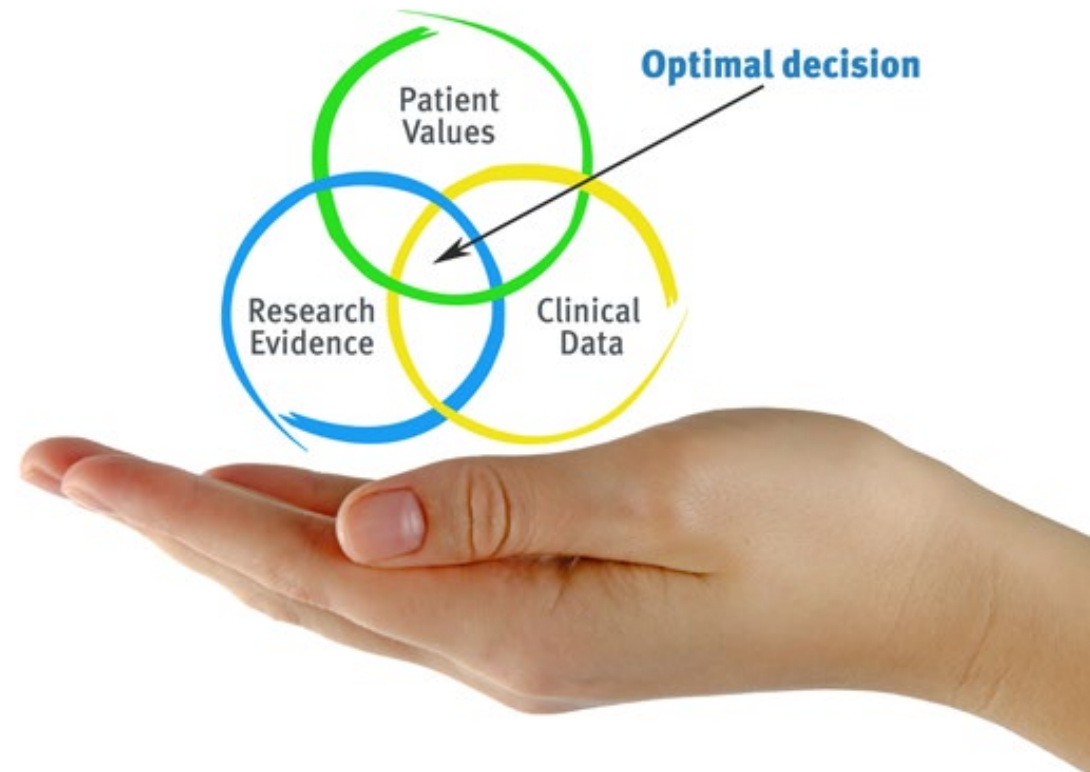 Optimal decision
Patient
Values
Research
Evidence
Clinical
Data